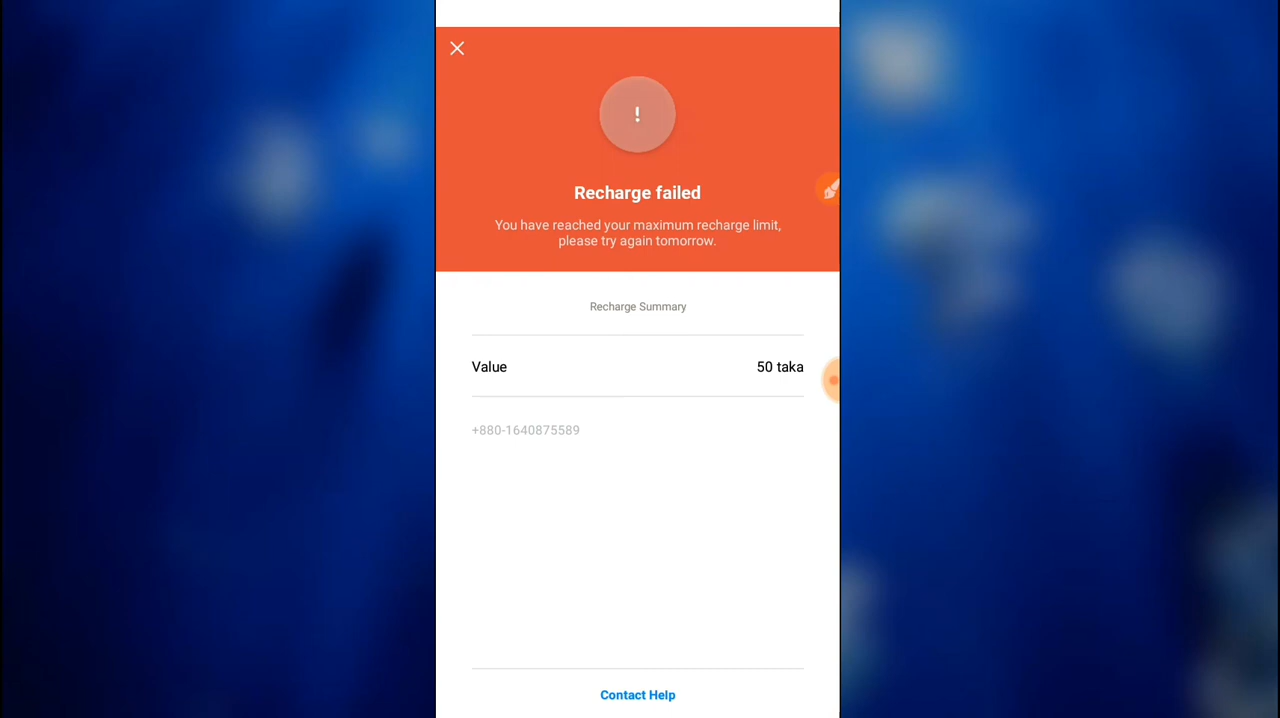 !
Recharge failed
You have reached your maximum recharge limit,
please try again tomorrow.
Recharge Summary
Value 50 taka
+880-1640875589
Contact Help